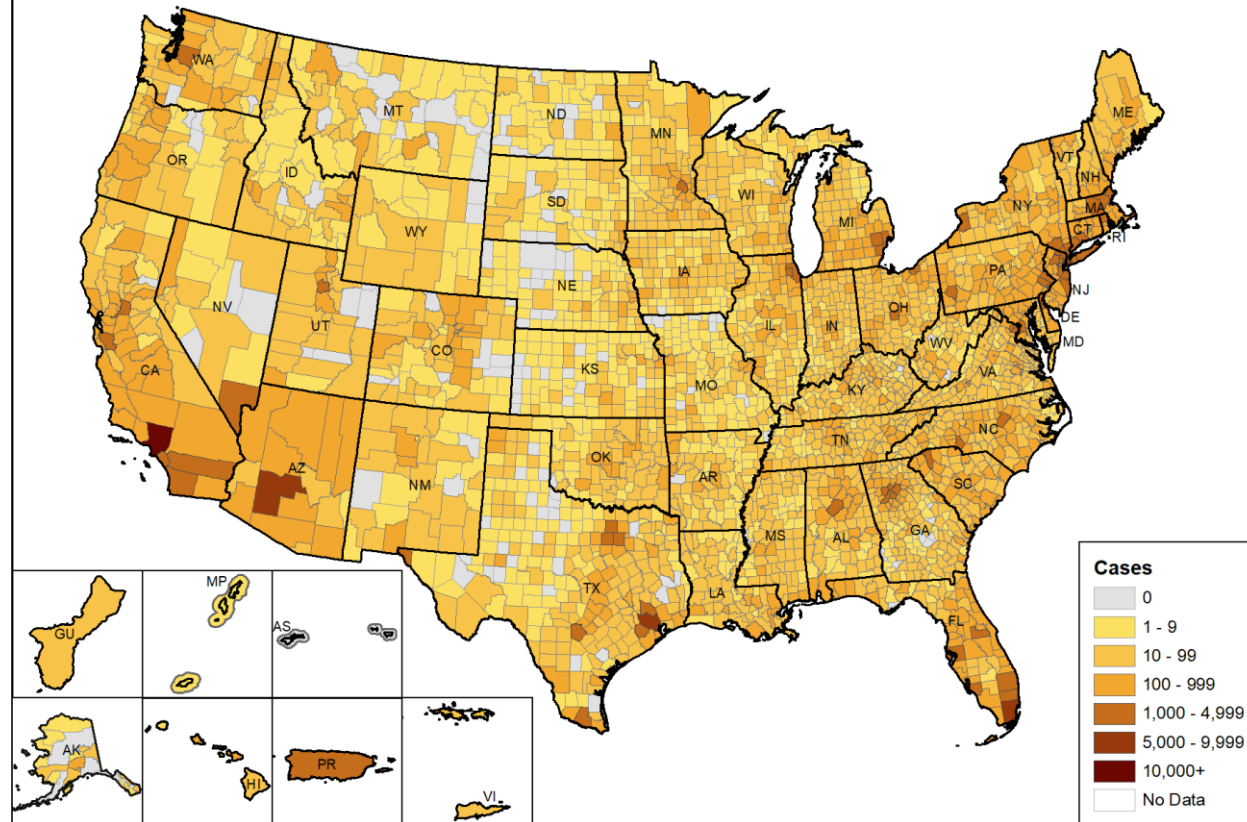 WA
MT
ND
MN
ME
OR
ID
SD
WI
VT
NH
NY
MA
WY
MI
CT
RI
IA
PA
NE
NV
UT
IL
IN
OH
NJ
CO
DE
WV
MD
KS
MO
VA
CA
KY
TN
NC
AZ
OK
NM
AR
SC
MS
AL
GA
TX
LA
FL
MP
GU
AS
AK
HI
PR
VI
Cases
0
1 - 9
10 - 99
100 - 999
1,000 - 4,999
5,000 - 9,999
10,000+
No Data